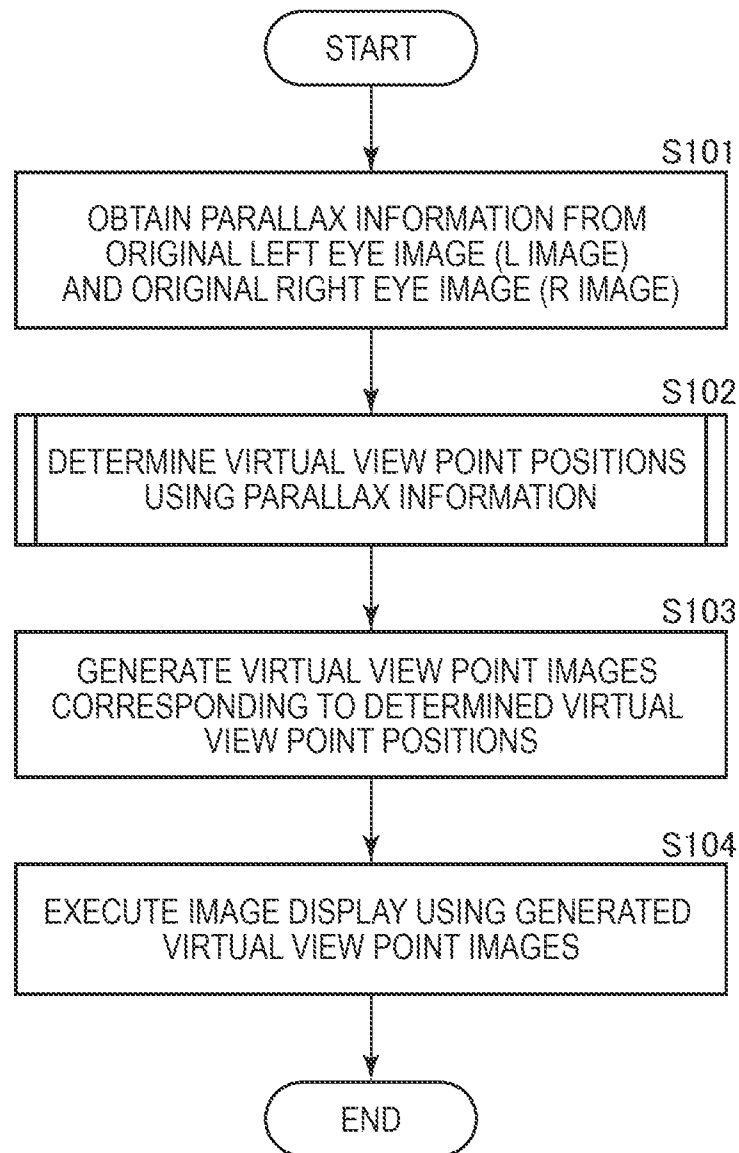 START
S101
OBTAIN PARALLAX INFORMATION FROM
ORIGINAL LEFT EYE IMAGE (L IMAGE)
AND ORIGINAL RIGHT EYE IMAGE (R IMAGE)
S102
DETERMINE VIRTUAL VIEW POINT POSITIONS
USING PARALLAX INFORMATION
S103
GENERATE VIRTUAL VIEW POINT IMAGES
CORRESPONDING TO DETERMINED VIRTUAL
VIEW POINT POSITIONS
S104
EXECUTE IMAGE DISPLAY USING GENERATED
VIRTUAL VIEW POINT IMAGES
END